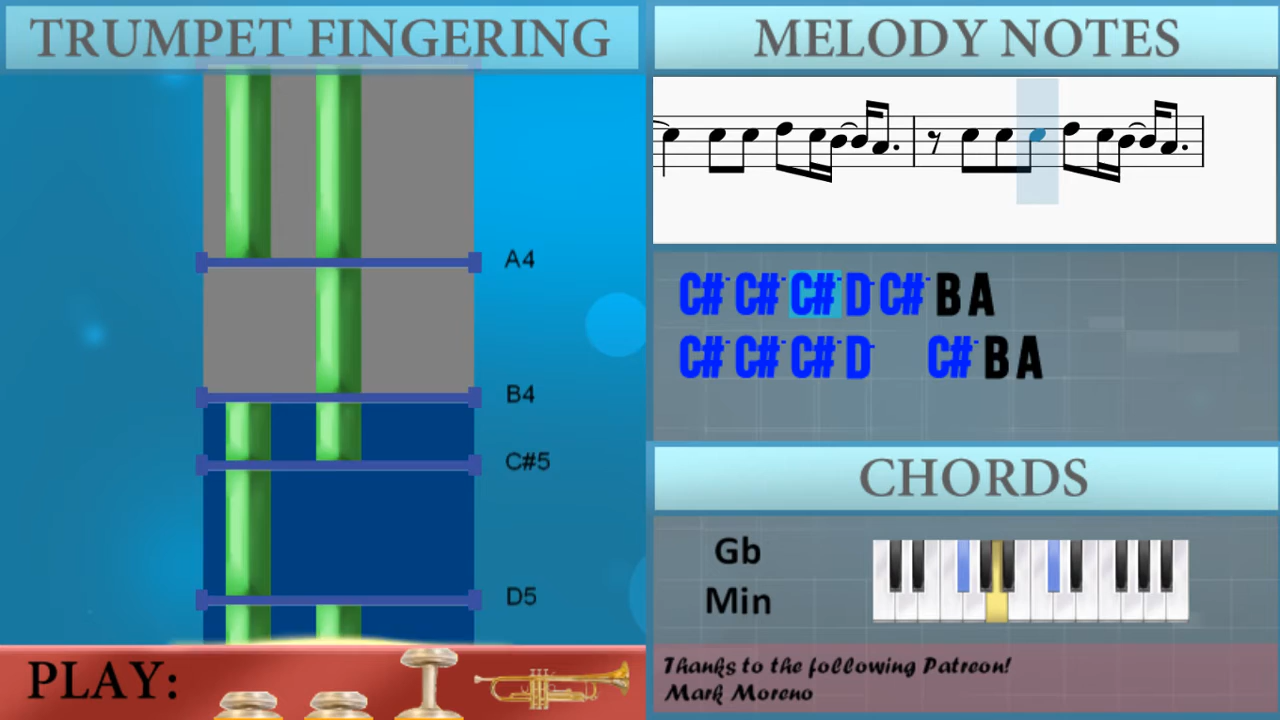 TRUMPET FINGERING
MELODY NOTES
A4
B4
C#5
D5
C#- C#- C#- D- C#- B A
C#- C#- C#- D- C#- B A
CHORDS
Gb
Min
PLAY:
Thanks to the following Patreon!
Mark Moreno